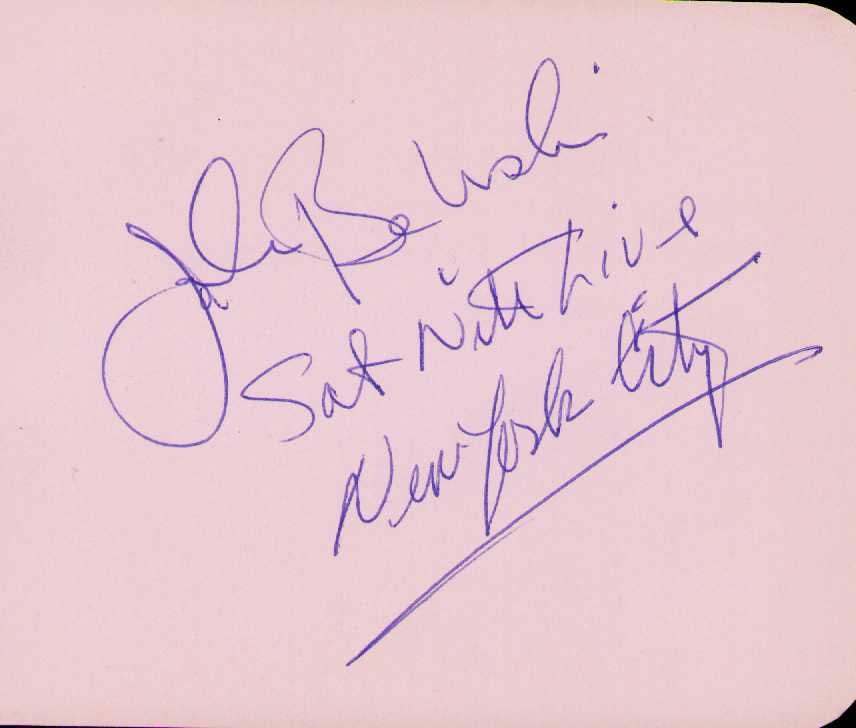 John Belushi
Sat Nite Live
New York City